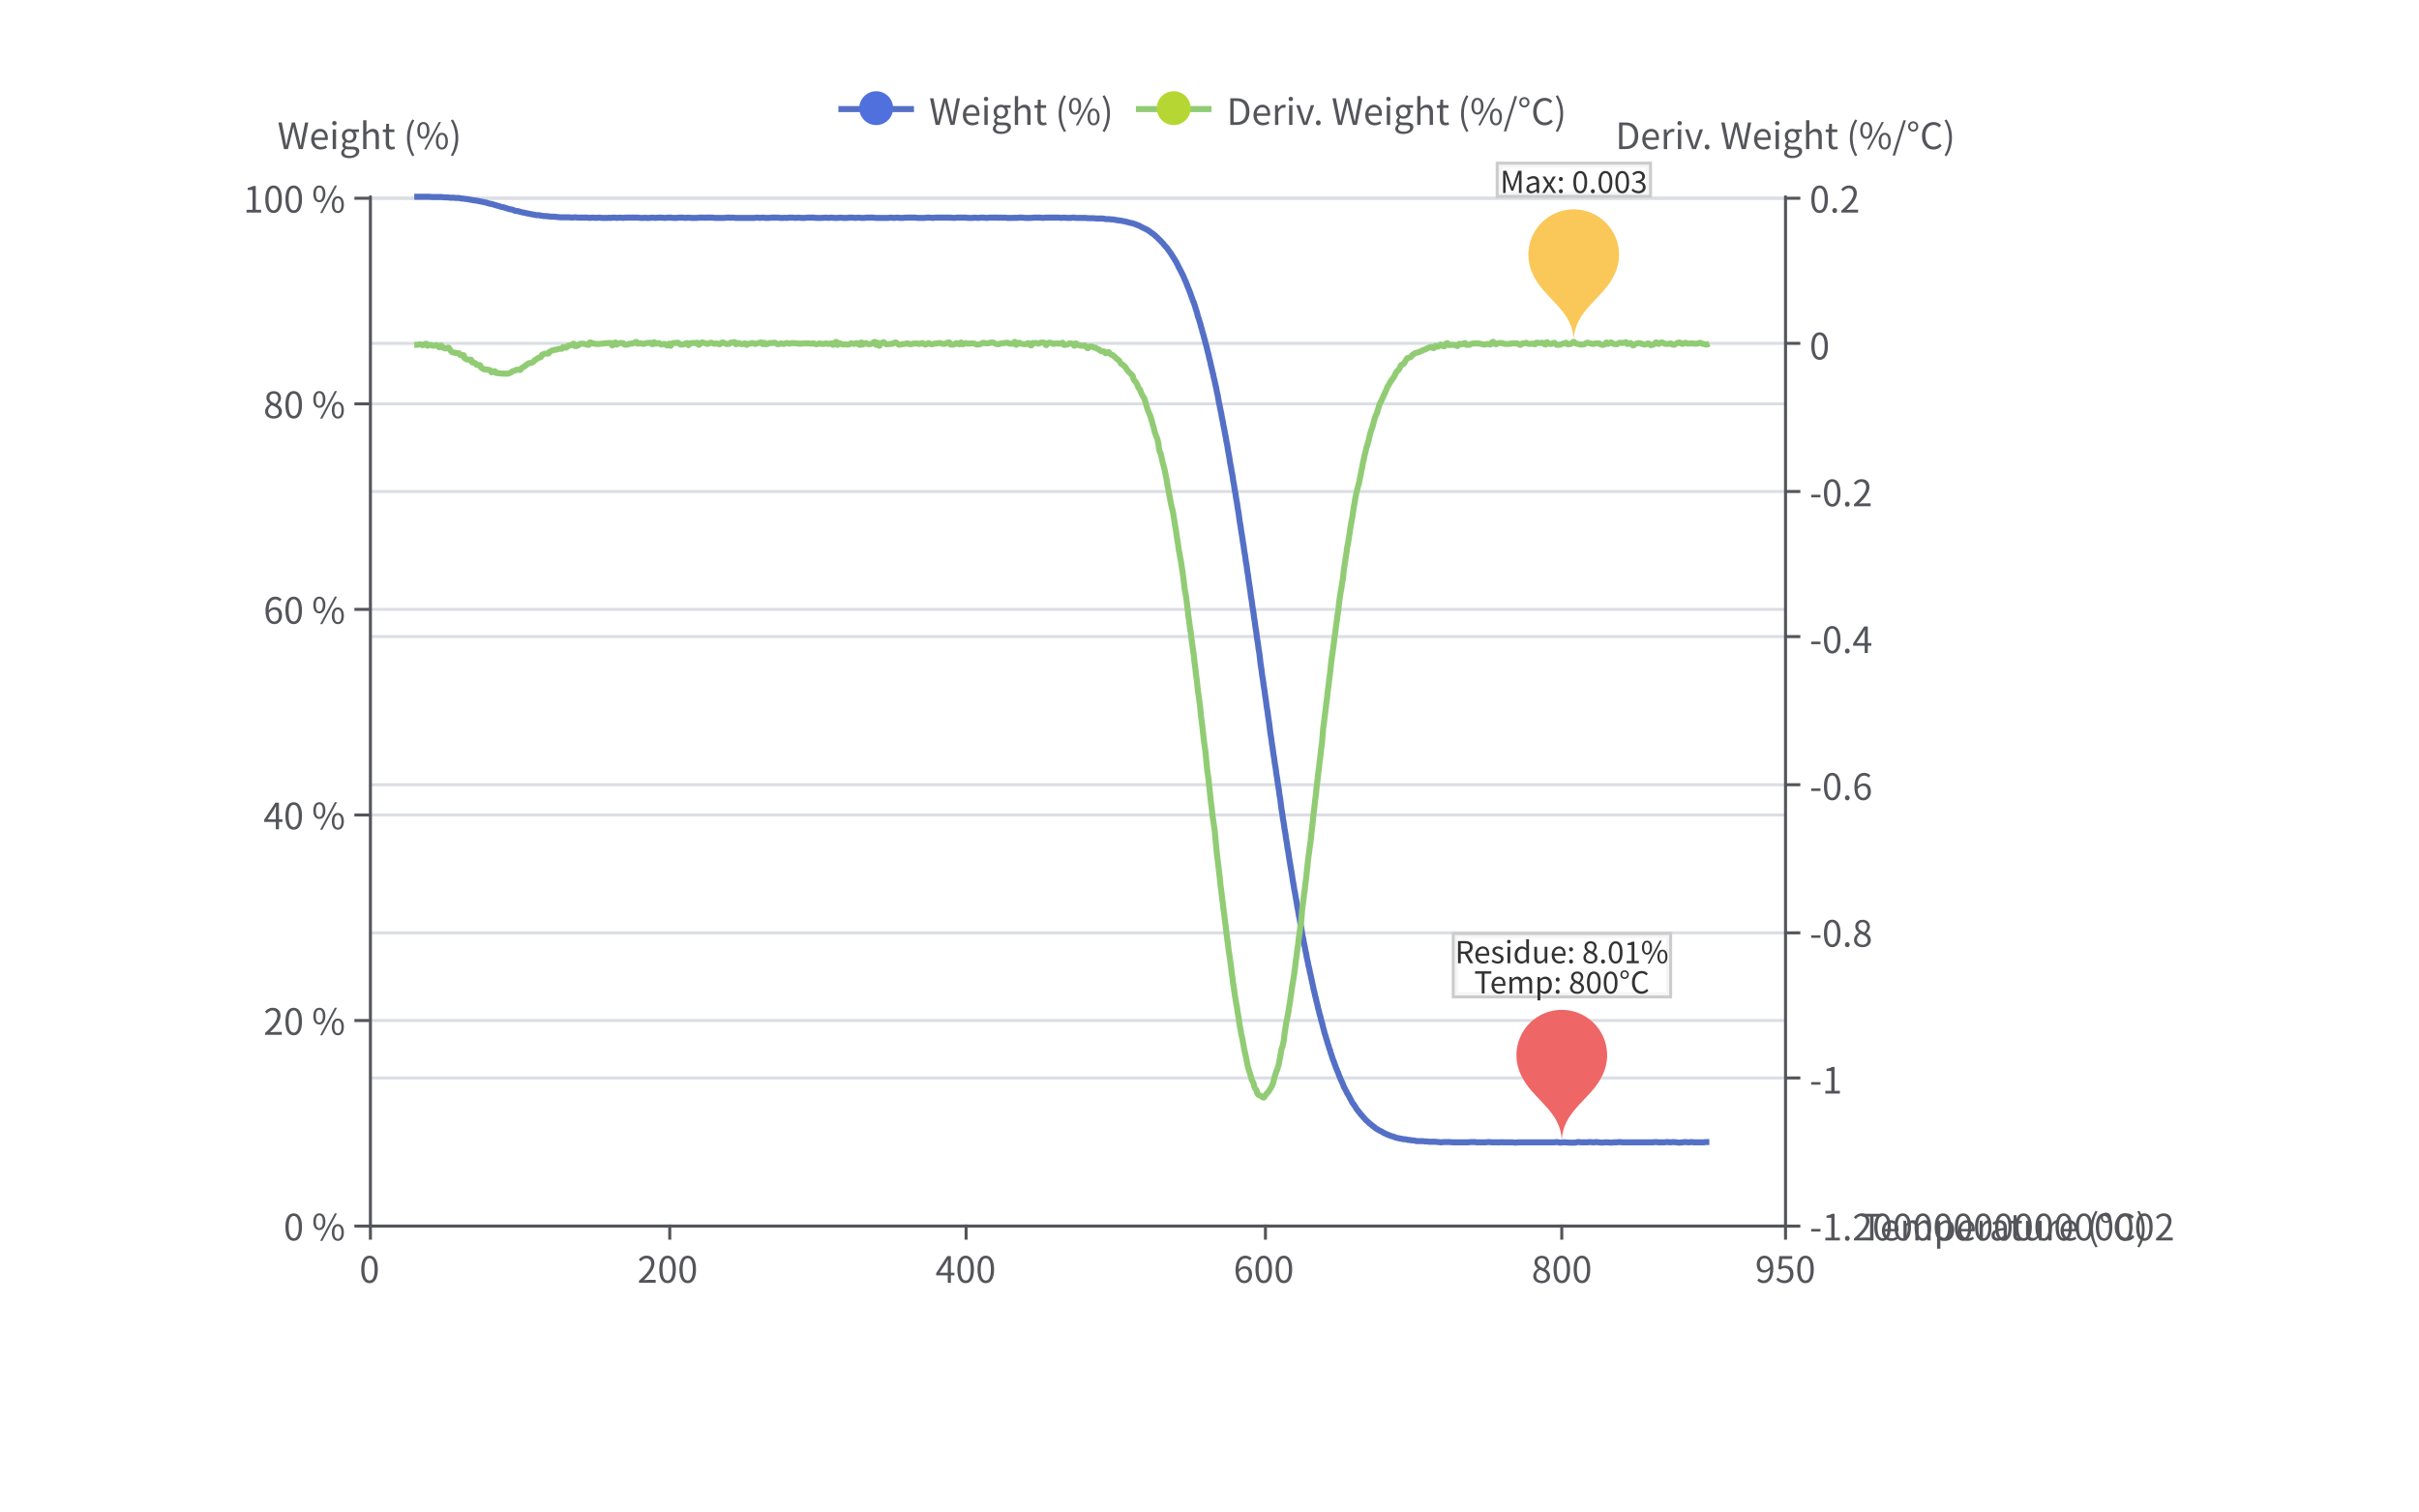 Weight (%)
Deriv. Weight (%/°C)
Weight (%)
Deriv. Weight (%/°C)
Max: 0.003
100 %
80 %
60 %
40 %
20 %
0 %
0.2
0
-0.2
-0.4
-0.6
-0.8
-1
Residue: 8.01%
Temp: 800°C
Temperature (°C)
0
200
400
600
800
950